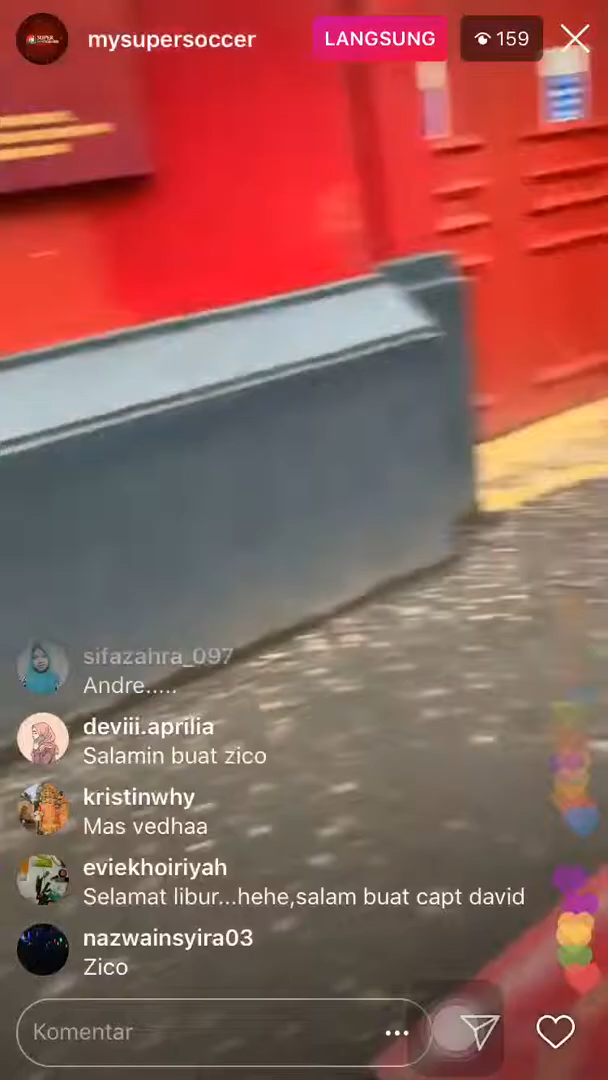 mysupersoccer
LANGSUNG
159
sifazahra_097
Andre.....
deviii.aprilia
Salamin buat zico
kristinwhy
Mas vedhaa
eviekhoiriyah
Selamat libur...hehe,salam buat capt david
nazwainsyira03
Zico
Komentar